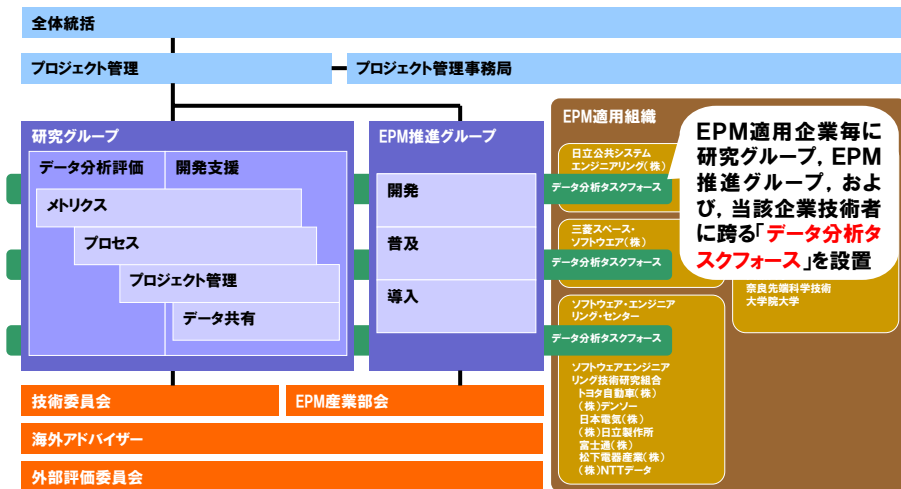 全体統括
プロジェクト管理
プロジェクト管理事務局
研究グループ
データ分析評価
開発支援
メトリクス
プロセス
プロジェクト管理
データ共有
EPM推進グループ
開発
普及
導入
EPM適用組織
日立公共システム
エンジニアリング(株)
データ分析タスクフォース
三菱スペース・
ソフトウエア(株)
データ分析タスクフォース
ソフトウェア・エンジニア
リング・センター
データ分析タスクフォース
ソフトウェアエンジニア
リング技術研究組合
トヨタ自動車(株)
(株)デンソー
日本電気(株)
(株)日立製作所
富士通(株)
松下電器産業(株)
(株)NTTデータ
EPM適用企業毎に
研究グループ, EPM
推進グループ, およ
び, 当該企業技術者
に跨る「データ分析タ
スクフォース」を設置
奈良先端科学技術
大学院大学
技術委員会
EPM産業部会
海外アドバイザー
外部評価委員会